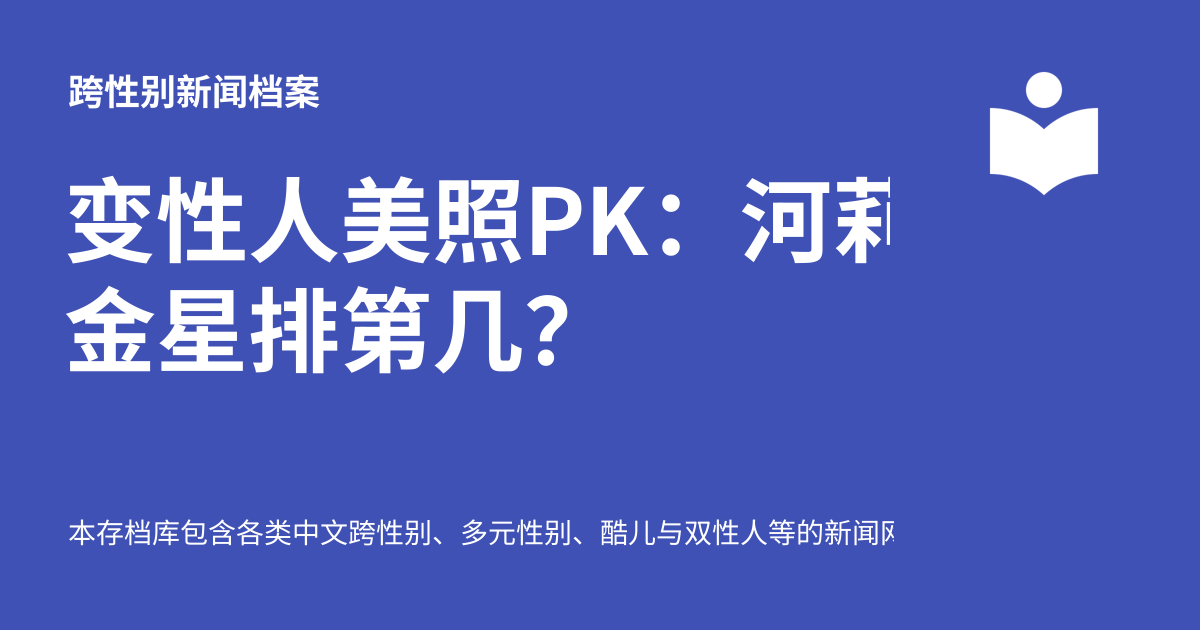 跨性别新闻档案
变性人美照PK：河
金星排第几？
本存档库包含各类中文跨性别、多元性别、酷儿与双性人等的新闻